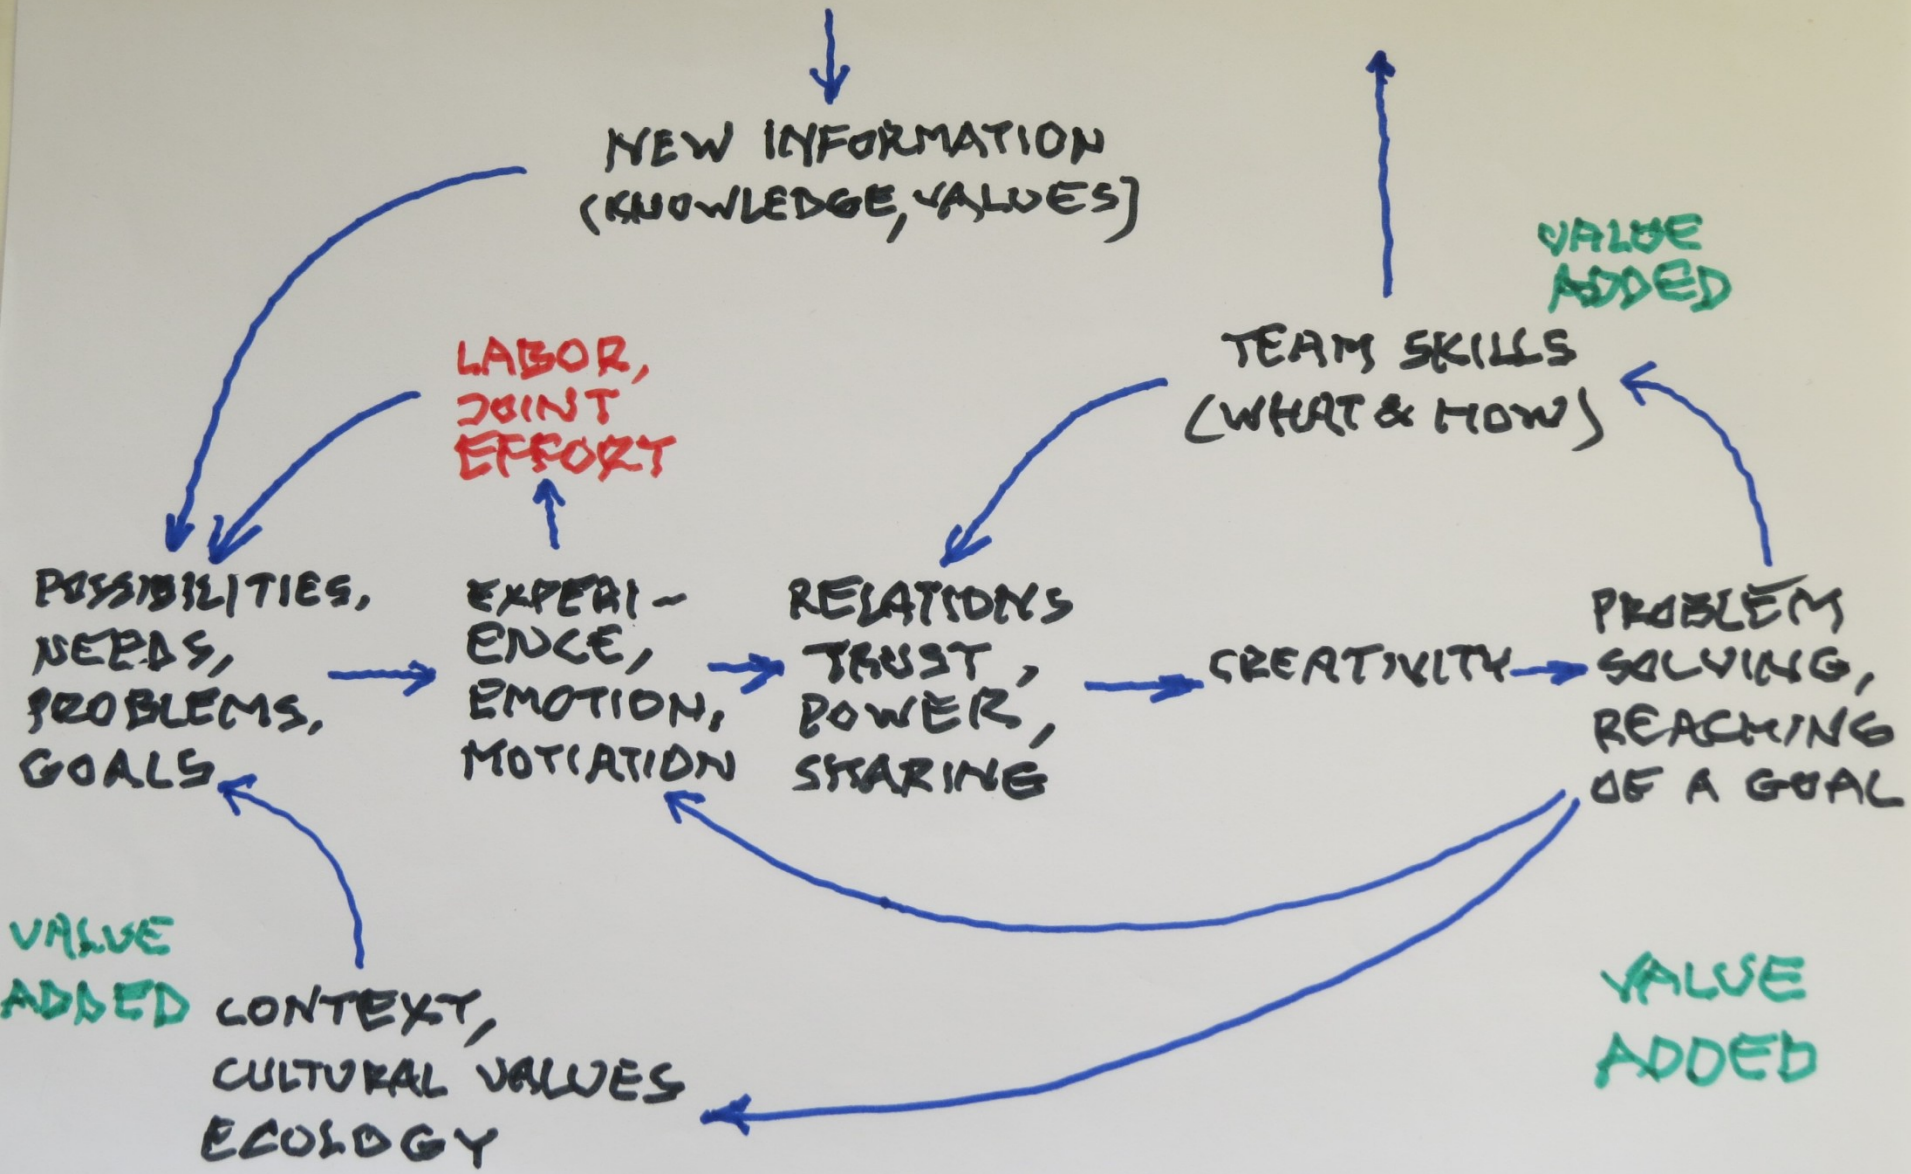 NEW INFORMATION
(KNOWLEDGE, VALUES)
VALUE
ADDED
LABOR,
JOINT
EFFORT
TEAM SKILLS
(WHAT & HOW)
POSSIBILITIES,
NEEDS,
PROBLEMS,
GOALS
EXPERI-
ENCE,
EMOTION,
MOTIATION
RELATIONS
TRUST,
POWER,
SHARING
CREATIVITY
PROBLEM
SOLVING,
REACHING
OF A GOAL
VALUE
ADDED
CONTEXT,
CULTURAL VALUES
ECOLOGY
VALUE
ADDED